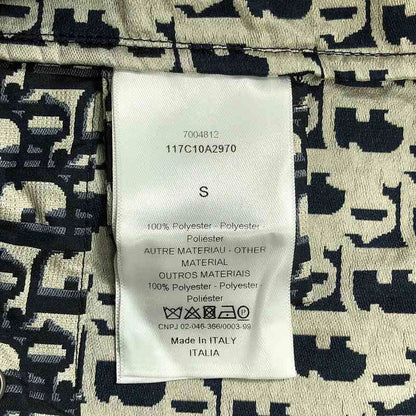 7004812
117C10A2970
S
100% Polyester - Polyester
Poliéster
AUTRE MATERIAU - OTHER
MATERIAL
OUTROS MATERIAIS
100% Polyester - Polyester
Poliéster
CNPJ 02-046-366/0003-99
Made In ITALY
ITALIA